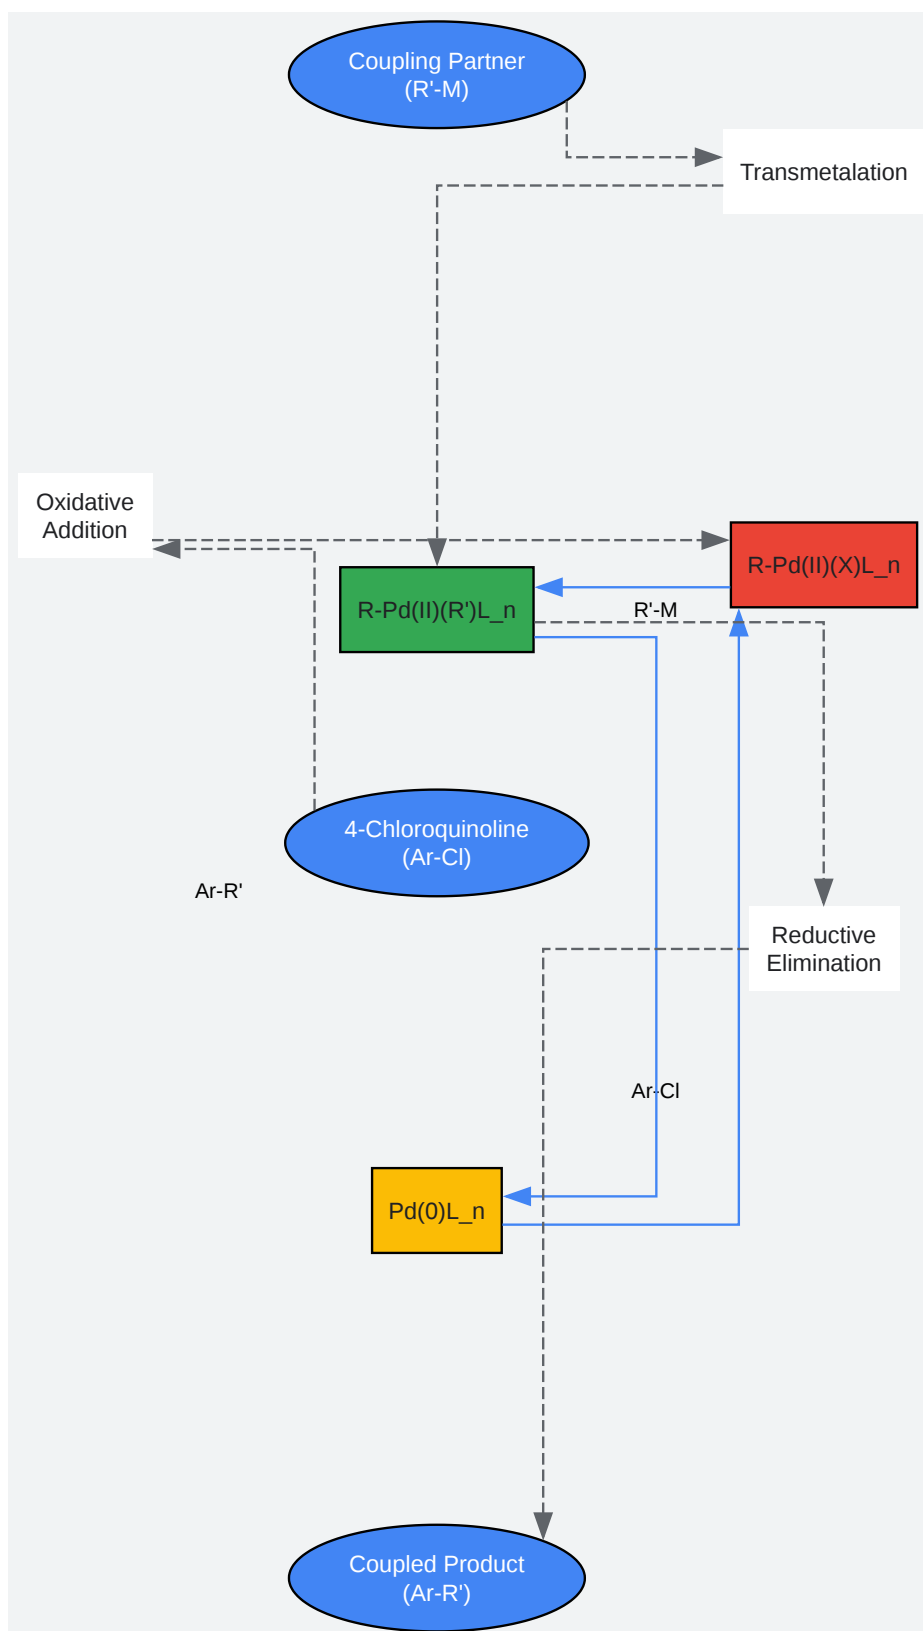 Coupling Partner
(R'-M)
Transmetalation
Oxidative
Addition
R-Pd(II)(X)L_n
R-Pd(II)(R')L_n
R'-M
4-Chloroquinoline
(Ar-Cl)
Ar-R'
Reductive
Elimination
Ar-Cl
Pd(0)L_n
Coupled Product
(Ar-R')